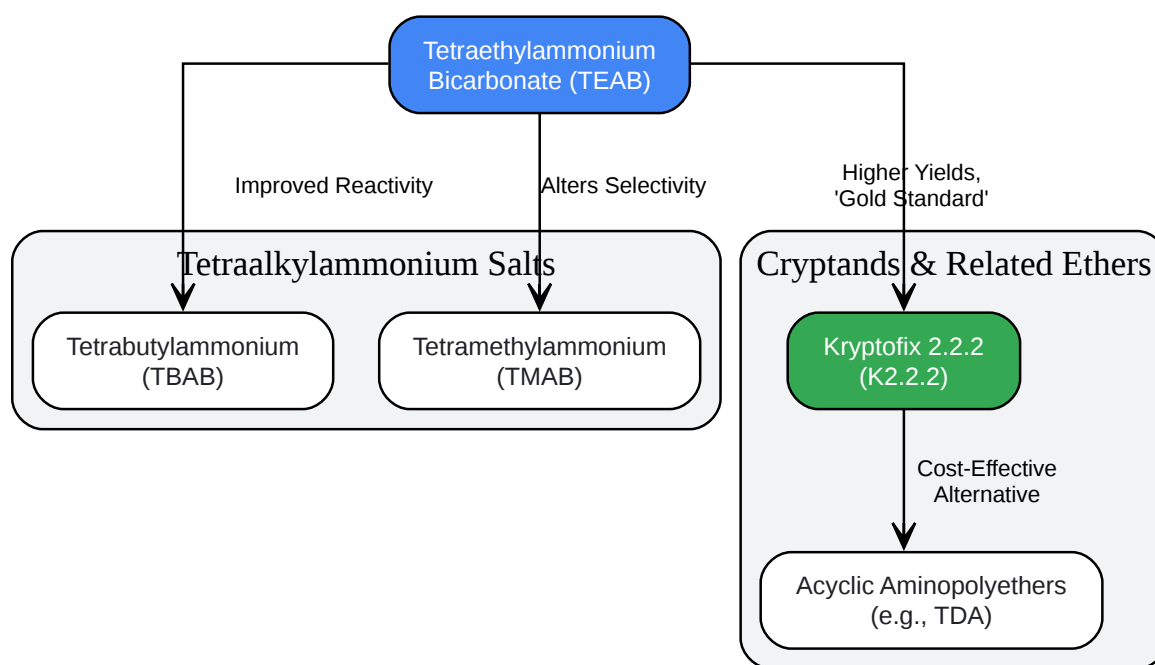 Tetraethylammonium
Bicarbonate (TEAB)
Improved Reactivity
Alters Selectivity
Higher Yields,
'Gold Standard'
Tetraalkylammonium Salts
Cryptands & Related Ethers
Tetrabutylammonium
(TBAB)
Tetramethylammonium
(TMAB)
Kryptofix 2.2.2
(K2.2.2)
Cost-Effective
Alternative
Acyclic Aminopolyethers
(e.g., TDA)